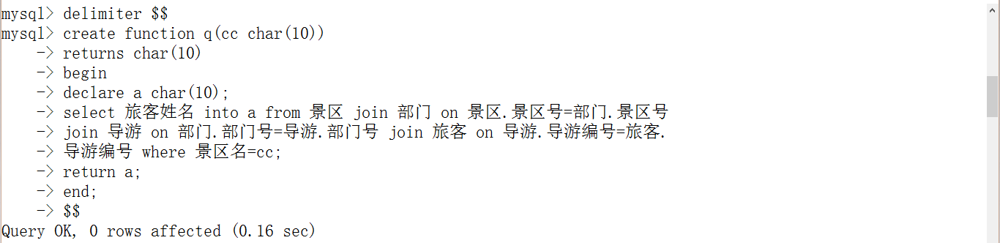 mysql> delimiter $$
mysql> create function q(cc char(10))
    -> returns char(10)
    -> begin
    -> declare a char(10);
    -> select 旅客姓名 into a from 景区 join 部门 on 景区.景区号=部门.景区号
    -> join 导游 on 部门.部门号=导游.部门号 join 旅客 on 导游.导游编号=旅客.
    -> 导游编号 where 景区名=cc;
    -> return a;
    -> end;
    -> $$
Query OK, 0 rows affected (0.16 sec)